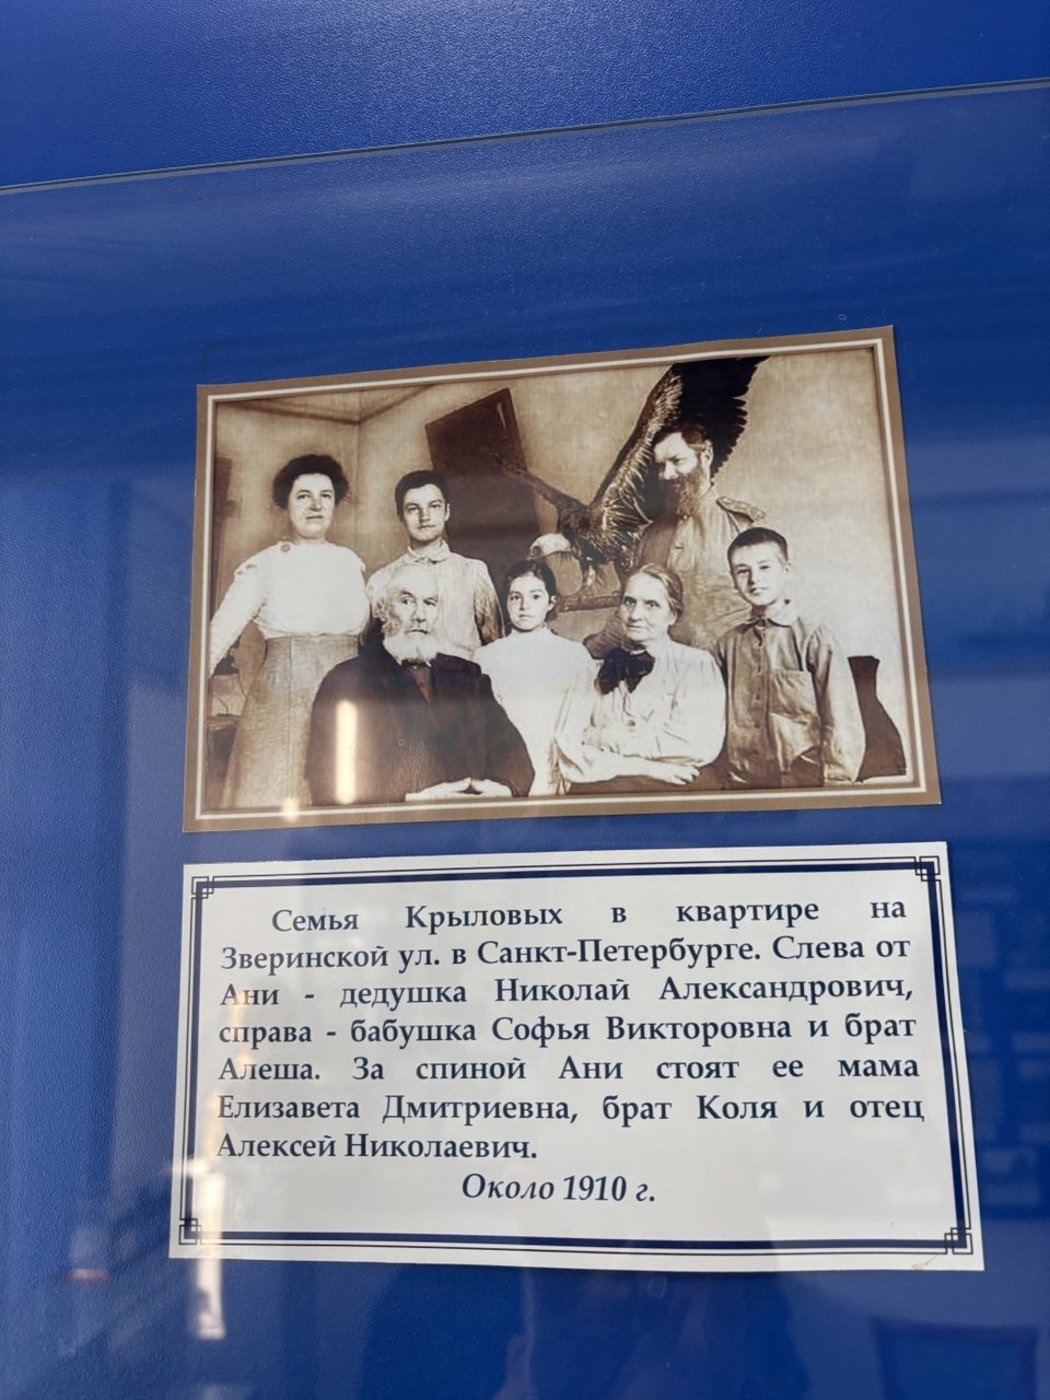 Семья Крыловых в квартире на
Зверинской ул. в Санкт-Петербурге. Слева от
Ани - дедушка Николай Александрович,
справа - бабушка Софья Викторовна и брат
Алеша. За спиной Ани стоят ее мама
Елизавета Дмитриевна, брат Коля и отец
Алексей Николаевич.
Около 1910 г.